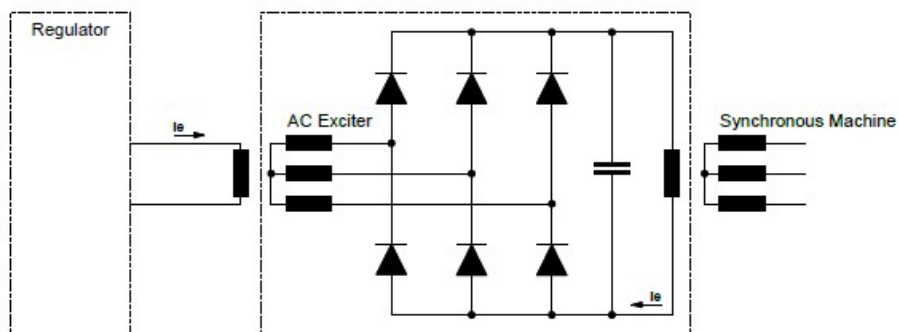 Regulator
Ie
AC Exciter
Synchronous Machine
Ie